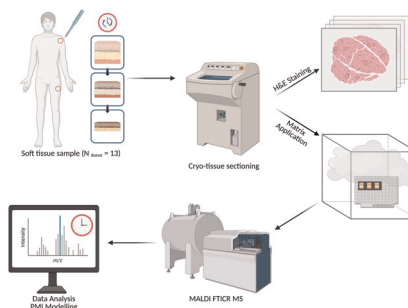 Soft tissue sample (N donor = 13)
Cryo-tissue sectioning
H&E Staining
Matrix
Application
MALDI FTICR MS
Intensity
m/z
Data Analysis
PMI Modelling